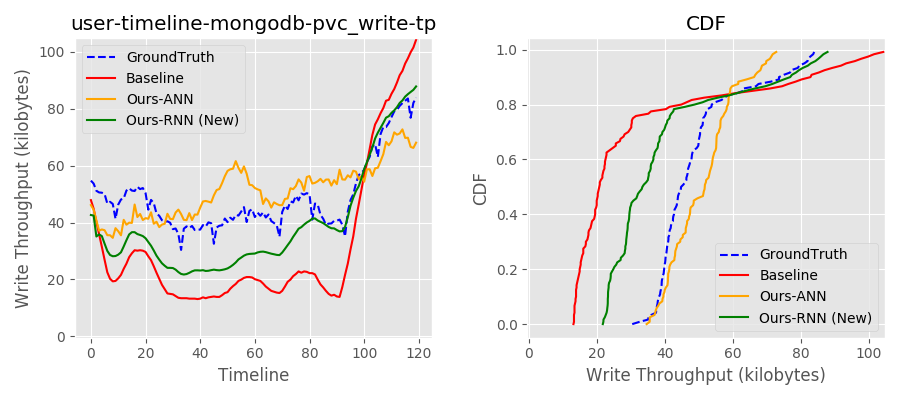 user-timeline-mongodb-pvc_write-tp
Write Throughput (kilobytes)
100
80
60
40
20
0
GroundTruth
Baseline
Ours-ANN
Ours-RNN (New)
0 20 40 60 80 100 120
Timeline
CDF
CDF
1.0
0.8
0.6
0.4
0.2
0.0
GroundTruth
Baseline
Ours-ANN
Ours-RNN (New)
0 20 40 60 80 100
Write Throughput (kilobytes)